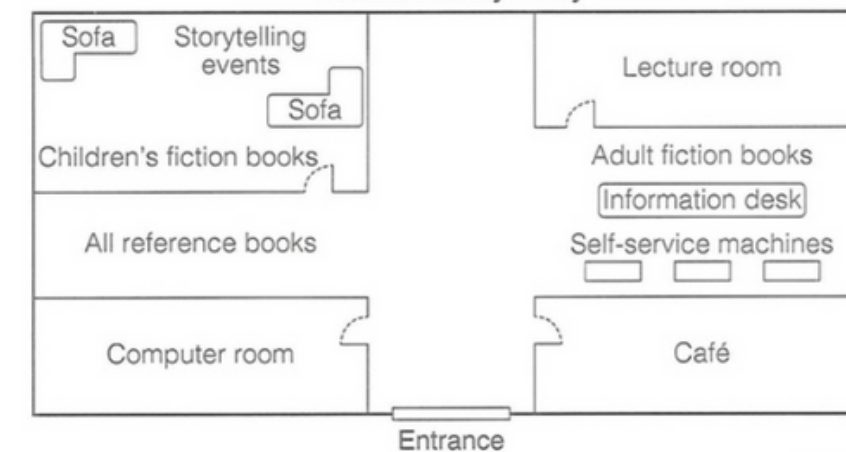 Sofa
Storytelling
events
Sofa
Children's fiction books
All reference books
Computer room
Lecture room
Adult fiction books
Information desk
Self-service machines
Café
Entrance